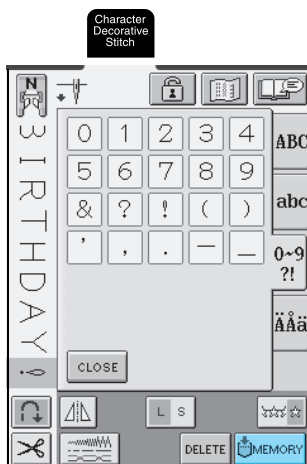 Character
Decorative
Stitch
N
BIRTHDAY
0 1 2 3 4
5 6 7 8 9
& ? ! ( )
' , . — _
CLOSE
ABC
abc
0~9
?!
ÄÅä
L S
DELETE
MEMORY